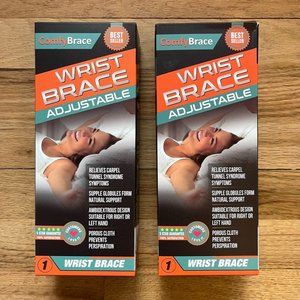 ComfyBrace
BEST
SELLER
WRIST
BRACE
ADJUSTABLE
RELIEVES CARPEL
TUNNEL SYNDROME
SYMPTOMS
SUPPLE GLOBULES FORM
NATURAL SUPPORT
AMBIDEXTROUS DESIGN
SUITABLE FOR RIGHT OR
LEFT HAND
POROUS CLOTH
PREVENTS
PERSPIRATION
1
WRIST BRACE
ComfyBrace
BEST
SELLER
WRIST
BRACE
ADJUSTABLE
RELIEVES CARPEL
TUNNEL SYNDROME
SYMPTOMS
SUPPLE GLOBULES FORM
NATURAL SUPPORT
AMBIDEXTROUS DESIGN
SUITABLE FOR RIGHT OR
LEFT HAND
POROUS CLOTH
PREVENTS
PERSPIRATION
1
WRIST BRACE